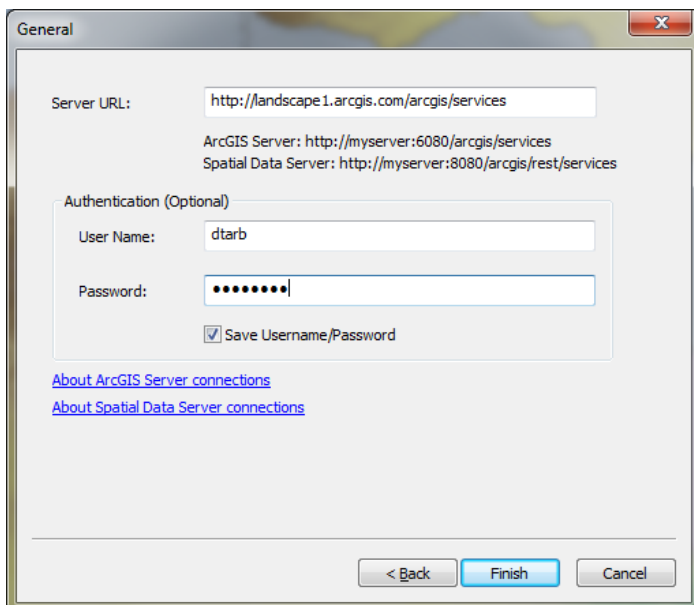 General
Server URL: http://landscape1.arcgis.com/arcgis/services
ArcGIS Server: http://myserver:6080/arcgis/services
Spatial Data Server: http://myserver:8080/arcgis/rest/services
Authentication (Optional)
User Name: dtarb
Password: ●●●●●●●●
Save Username/Password
About ArcGIS Server connections
About Spatial Data Server connections
< Back Finish Cancel